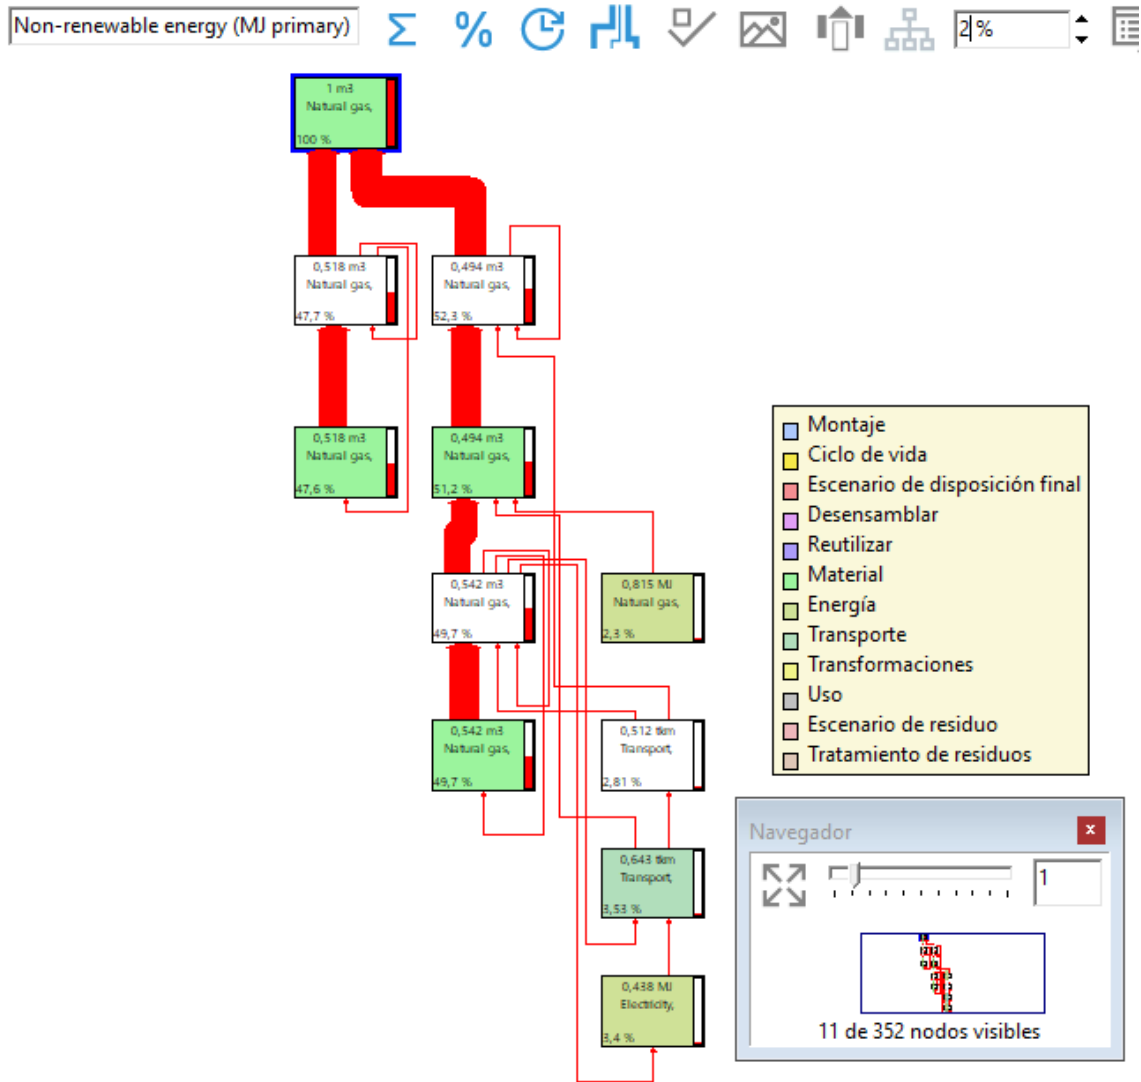 Non-renewable energy (MJ primary)
2 %
1 m3
Natural gas,
100 %
0,518 m3
Natural gas,
47,7 %
0,494 m3
Natural gas,
52,3 %
0,518 m3
Natural gas,
47,6 %
0,494 m3
Natural gas,
51,2 %
0,542 m3
Natural gas,
49,7 %
0,815 MJ
Natural gas,
2,3 %
0,542 m3
Natural gas,
49,7 %
0,512 tkm
Transport,
2,81 %
0,643 tkm
Transport,
3,53 %
0,438 MJ
Electricity,
3,4 %
Montaje
Ciclo de vida
Escenario de disposición final
Desensamblar
Reutilizar
Material
Energía
Transporte
Transformaciones
Uso
Escenario de residuo
Tratamiento de residuos
Navegador
x
1
11 de 352 nodos visibles